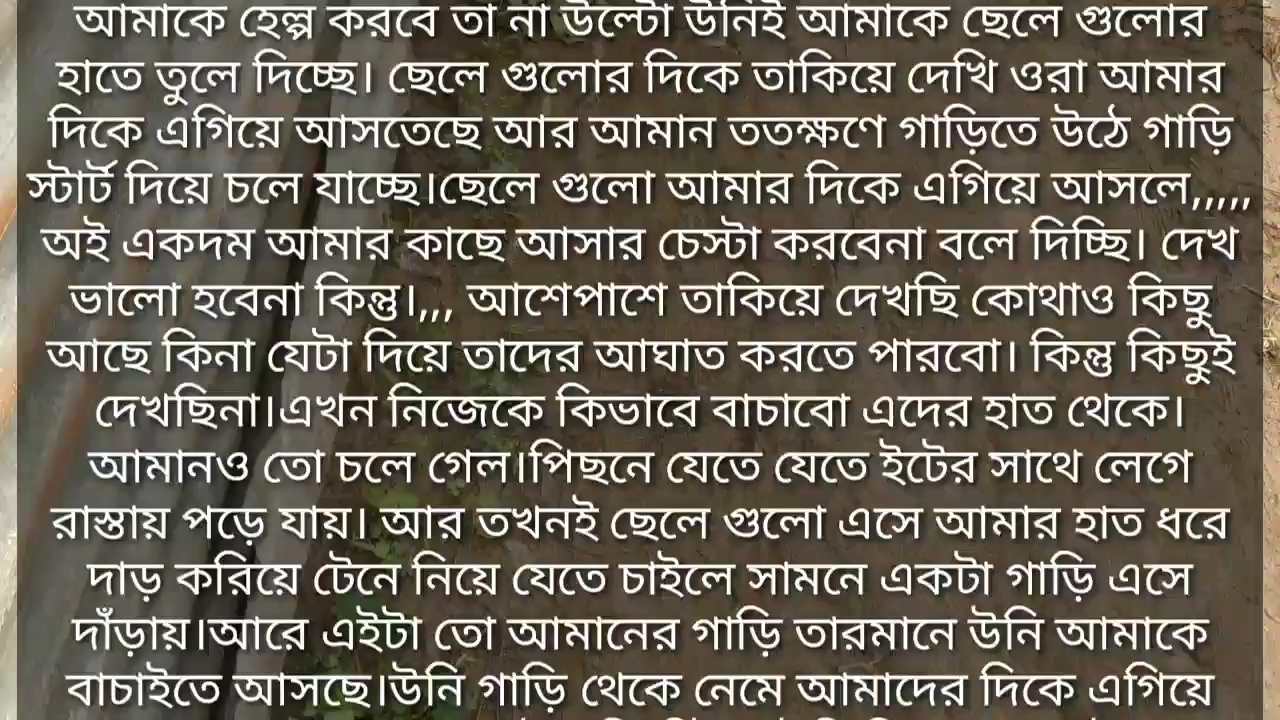 আমাকে হেল্প করবে তা না উল্টো উনিই আমাকে ছেলে গুলোর
হাতে তুলে দিচ্ছে। ছেলে গুলোর দিকে তাকিয়ে দেখি ওরা আমার
দিকে এগিয়ে আসতেছে আর আমান ততক্ষণে গাড়িতে উঠে গাড়ি
স্টার্ট দিয়ে চলে যাচ্ছে।ছেলে গুলো আমার দিকে এগিয়ে আসলে,,,,,
অই একদম আমার কাছে আসার চেস্টা করবেনা বলে দিচ্ছি। দেখ
ভালো হবেনা কিন্তু।,,, আশেপাশে তাকিয়ে দেখছি কোথাও কিছু
আছে কিনা যেটা দিয়ে তাদের আঘাত করতে পারবো। কিন্তু কিছুই
দেখছিনা।এখন নিজেকে কিভাবে বাচাবো এদের হাত থেকে।
আমানও তো চলে গেল।পিছনে যেতে যেতে ইটের সাথে লেগে
রাস্তায় পড়ে যায়। আর তখনই ছেলে গুলো এসে আমার হাত ধরে
দাড় করিয়ে টেনে নিয়ে যেতে চাইলে সামনে একটা গাড়ি এসে
দাঁড়ায়।আরে এইটা তো আমানের গাড়ি তারমানে উনি আমাকে
বাচাইতে আসছে।উনি গাড়ি থেকে নেমে আমাদের দিকে এগিয়ে